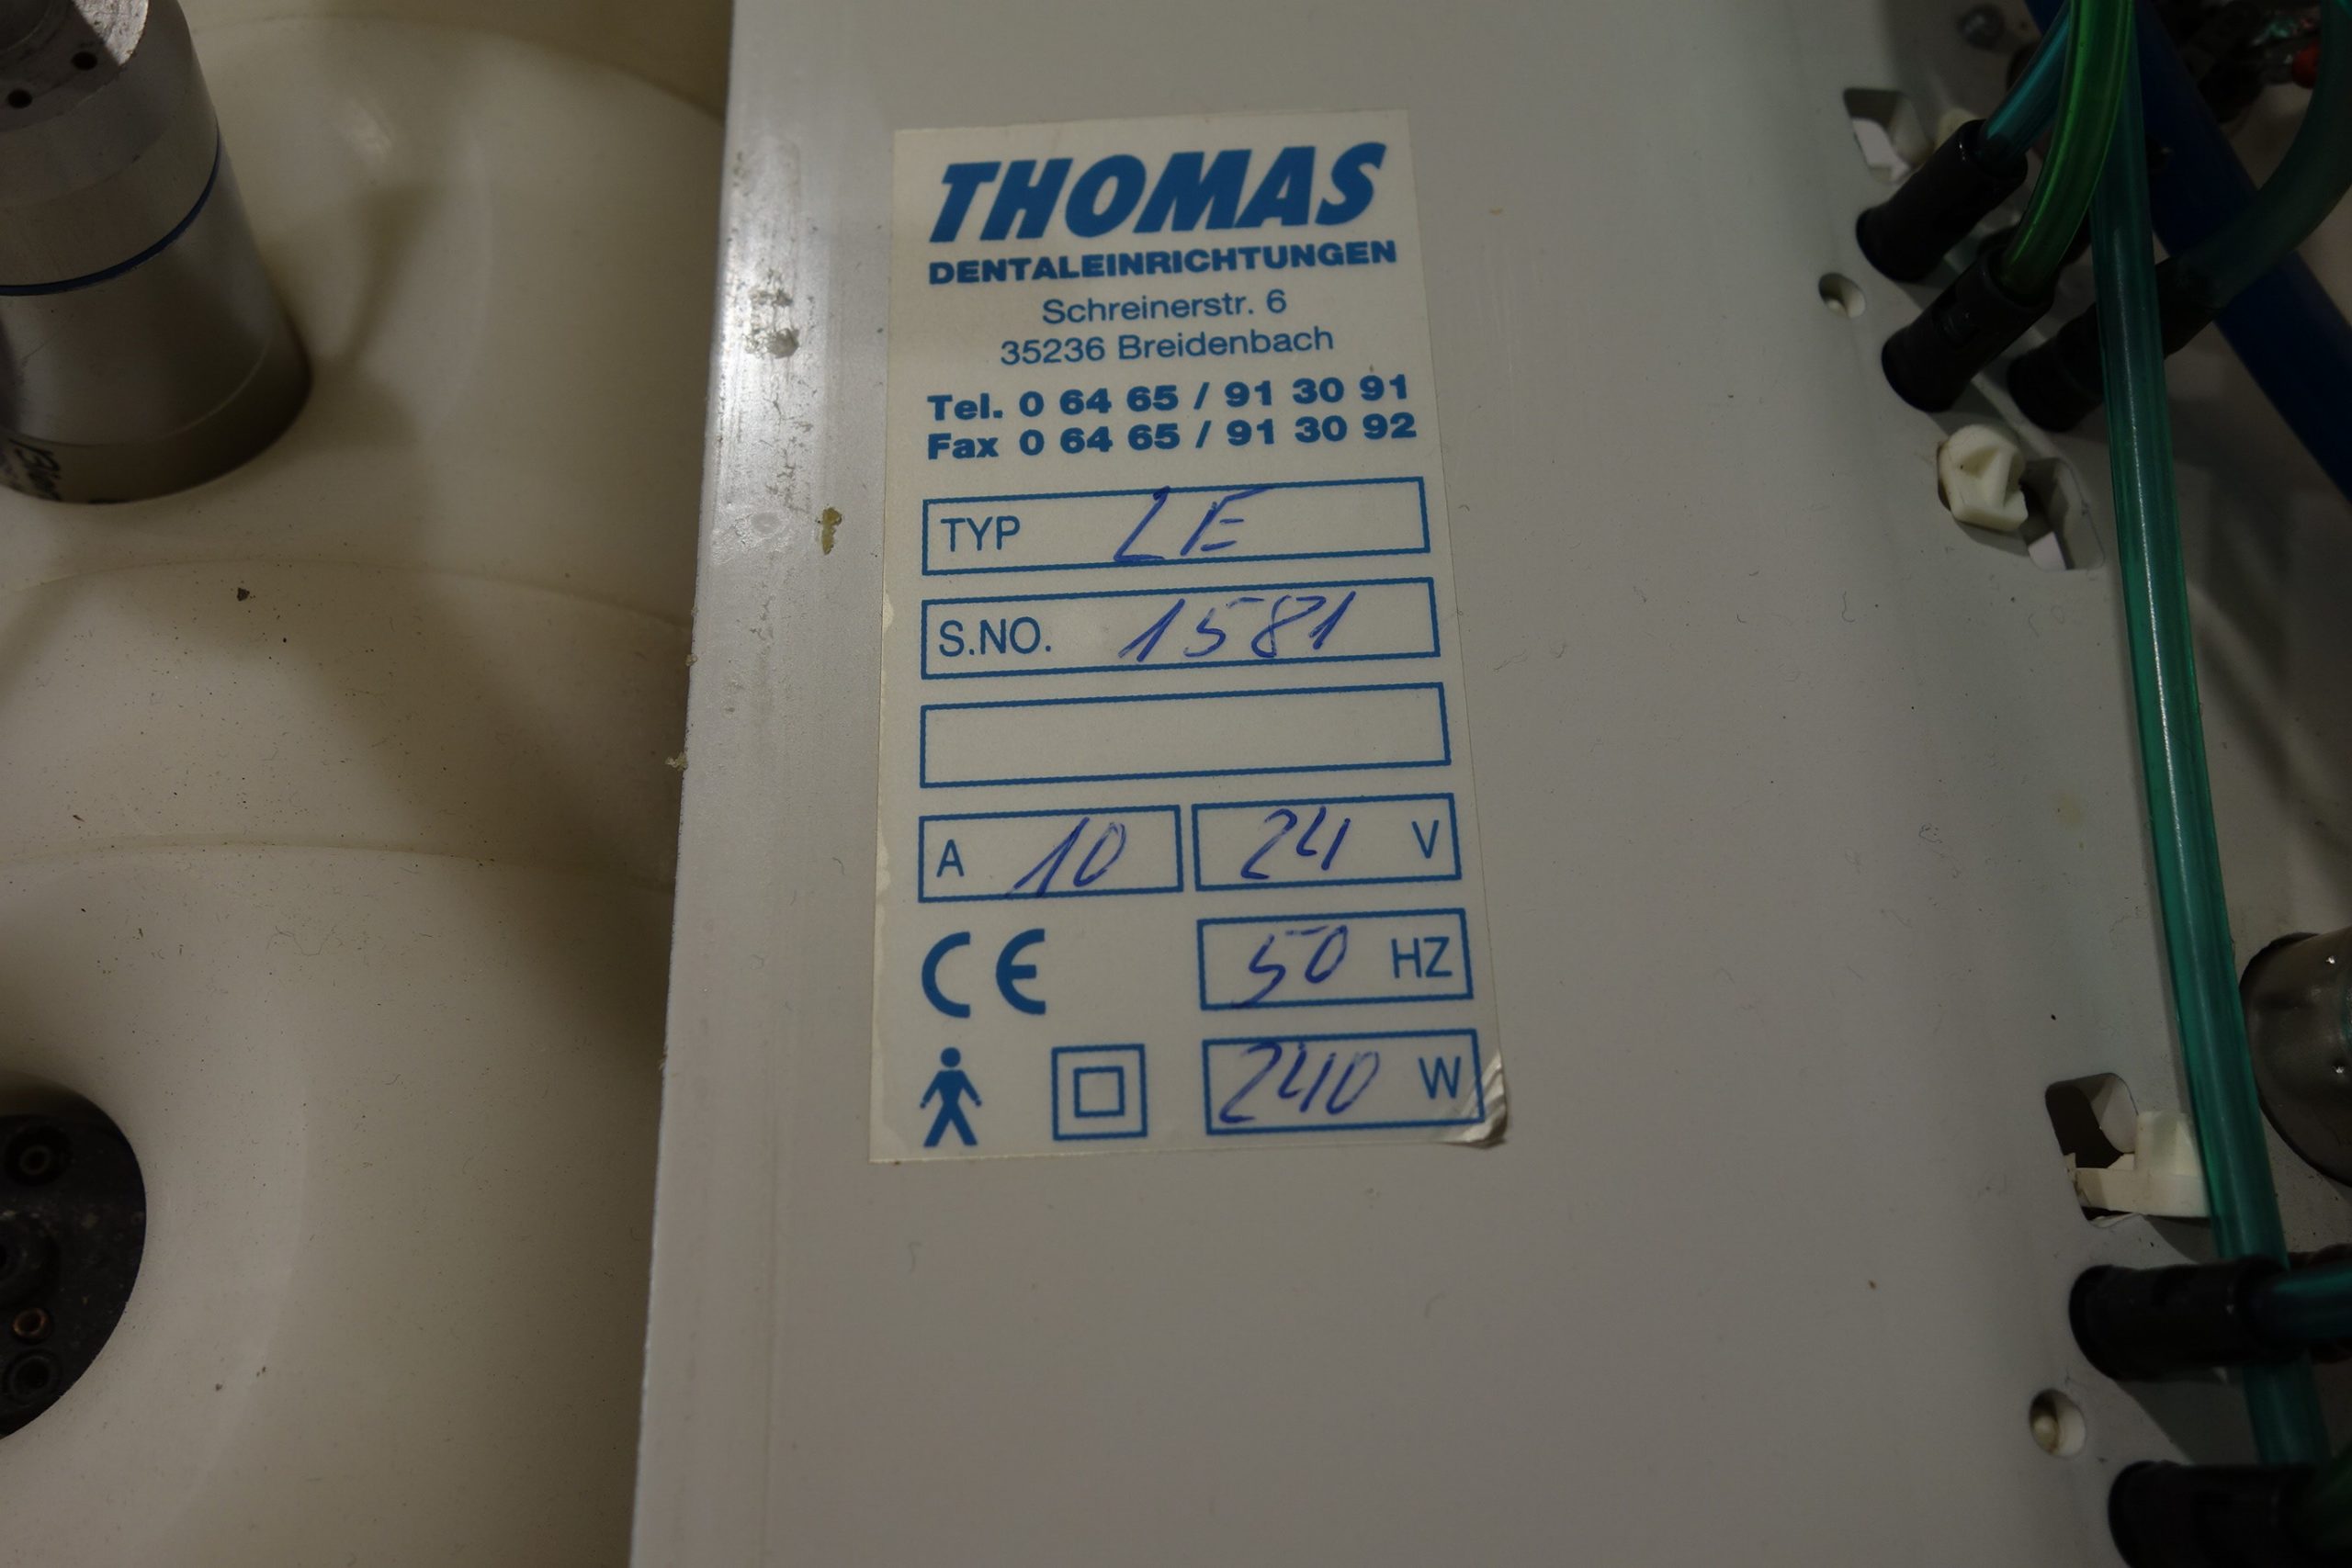 THOMAS
DENTALEINRICHTUNGEN
Schreinerstr. 6
35236 Breidenbach
Tel. 0 64 65 / 91 30 91
Fax 0 64 65 / 91 30 92
TYP LE
S.NO. 1581
A 10 24 V
CE 50 HZ
240 W